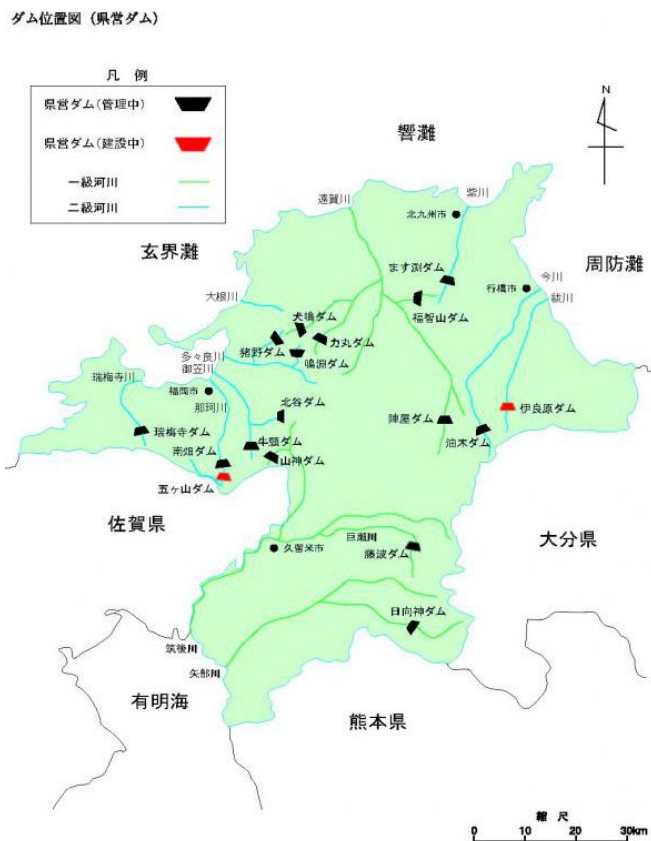 ダム位置図（県営ダム）
凡 例
県営ダム(管理中)
県営ダム(建設中)
一級河川
二級河川
N
響灘
遠賀川
紫川
北九州市
玄界灘
ます渕ダム
周防灘
行橋市
今川
祓川
大根川
犬鳴ダム
福智山ダム
力丸ダム
猪野ダム
鳴淵ダム
多々良川
御笠川
瑞梅寺川
福岡市
那珂川
北谷ダム
陣屋ダム
伊良原ダム
油木ダム
瑞梅寺ダム
牛頸ダム
南畑ダム
山神ダム
五ヶ山ダム
佐賀県
大分県
久留米市
巨瀬川
藤波ダム
日向神ダム
筑後川
矢部川
有明海
熊本県
縮 尺
0 10 20 30km